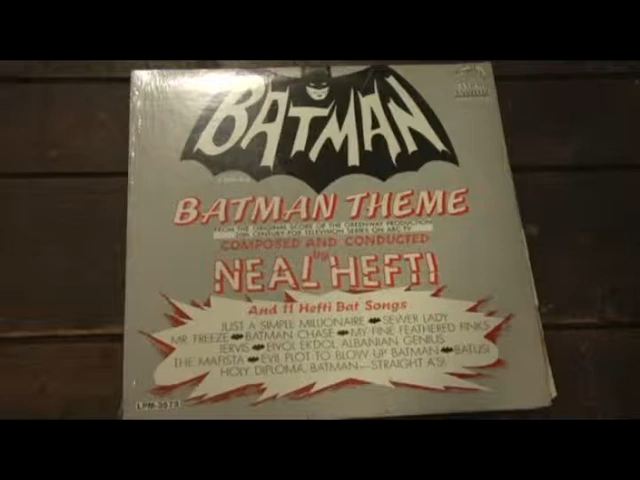 BATMAN
BATMAN THEME
FROM THE ORIGINAL SCORE OF THE GREENWAY PRODUCTION
20th CENTURY-FOX TELEVISION SERIES ON ABC-TV
COMPOSED AND CONDUCTED
by
NEAL HEFTI
And 11 Hefti Bat Songs
JUST A SIMPLE MILLIONAIRE SEWER LADY
MR. FREEZE BATMAN CHASE MY FINE FEATHERED FINKS
JERVIS EIVOL EKDOL, ALBANIAN GENIUS
THE MAFISTA EVIL PLOT TO BLOW UP BATMAN BATUSI
HOLY DIPLOMA, BATMAN—STRAIGHT A'S!
LPM-3573